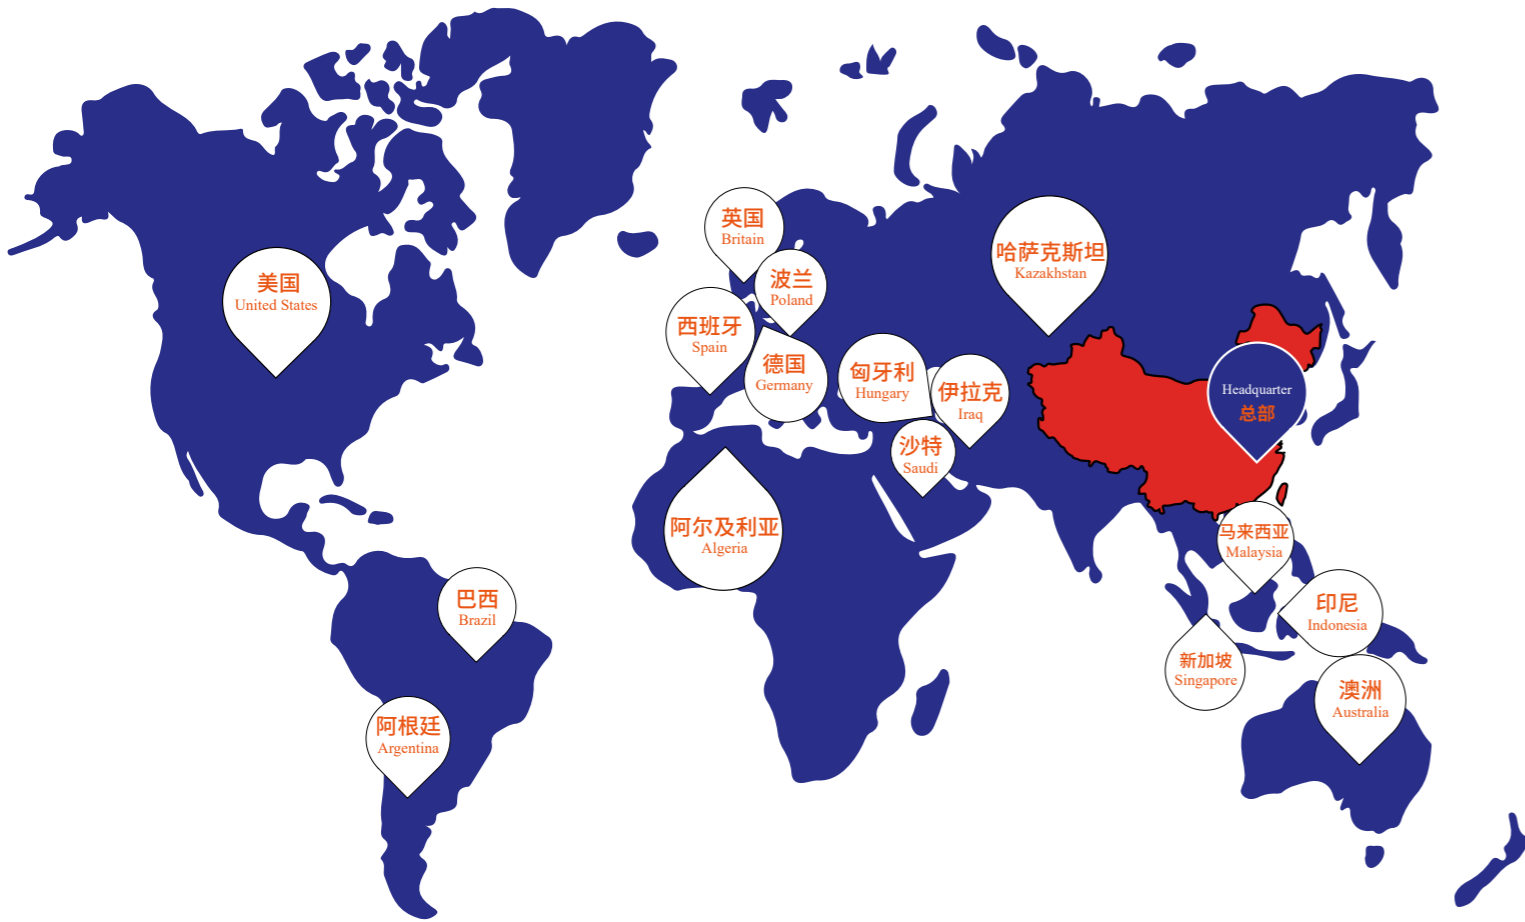 英国
Britain
哈萨克斯坦
Kazakhstan
美国
United States
波兰
Poland
西班牙
Spain
德国
Germany
匈牙利
Hungary
伊拉克
Iraq
Headquarter
总部
沙特
Saudi
阿尔及利亚
Algeria
马来西亚
Malaysia
巴西
Brazil
印尼
Indonesia
新加坡
Singapore
澳洲
Australia
阿根廷
Argentina